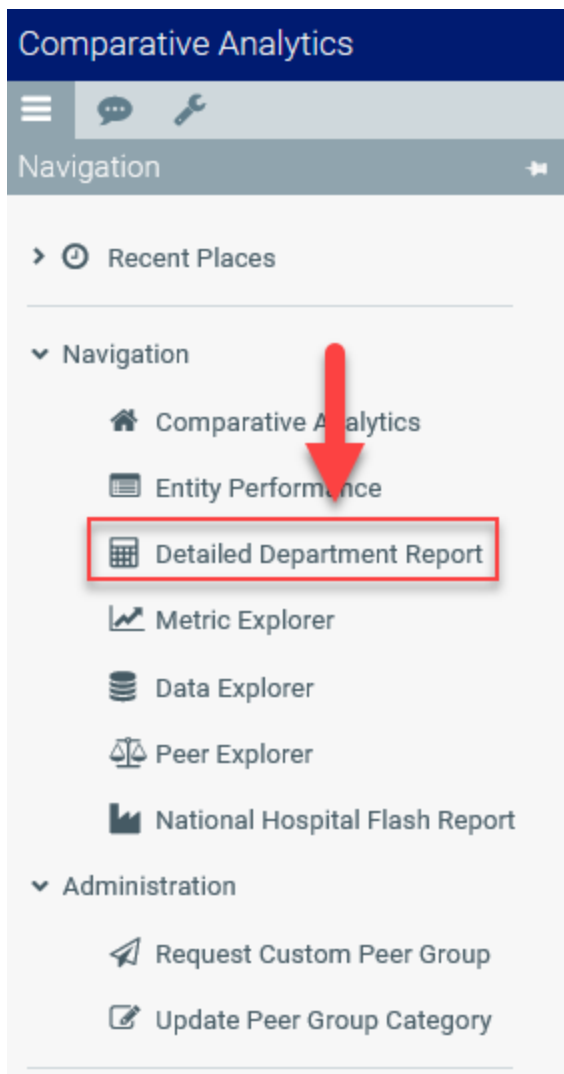 Comparative Analytics
Navigation
Recent Places
Navigation
Comparative Analytics
Entity Performance
Detailed Department Report
Metric Explorer
Data Explorer
Peer Explorer
National Hospital Flash Report
Administration
Request Custom Peer Group
Update Peer Group Category